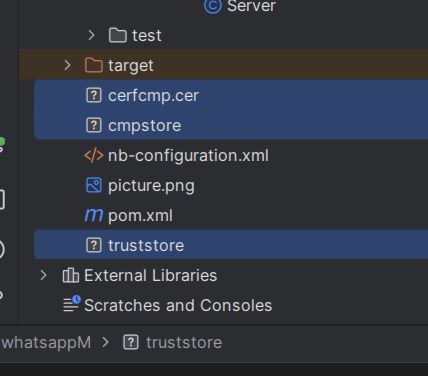 Server
test
target
cerfcmp.cer
cmpstore
nb-configuration.xml
picture.png
pom.xml
truststore
External Libraries
Scratches and Consoles
whatsappM > truststore